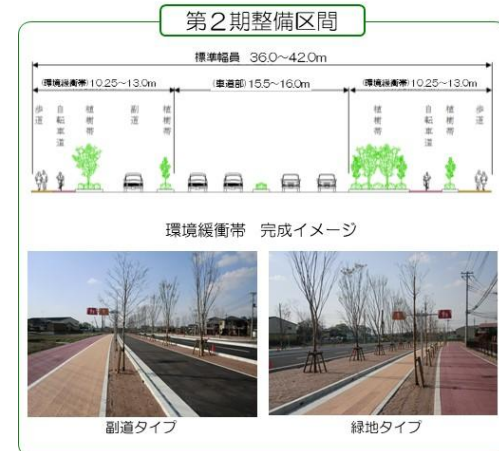 第2期整備区間
標準幅員 36.0～42.0m
(環境緩衝帯)10.25～13.0m (車道部)15.5～16.0m (環境緩衝帯)10.25～13.0m
歩道 自転車道 植樹帯 副道 植樹帯 植樹帯 自転車道 植樹帯 歩道
環境緩衝帯 完成イメージ
副道タイプ 緑地タイプ